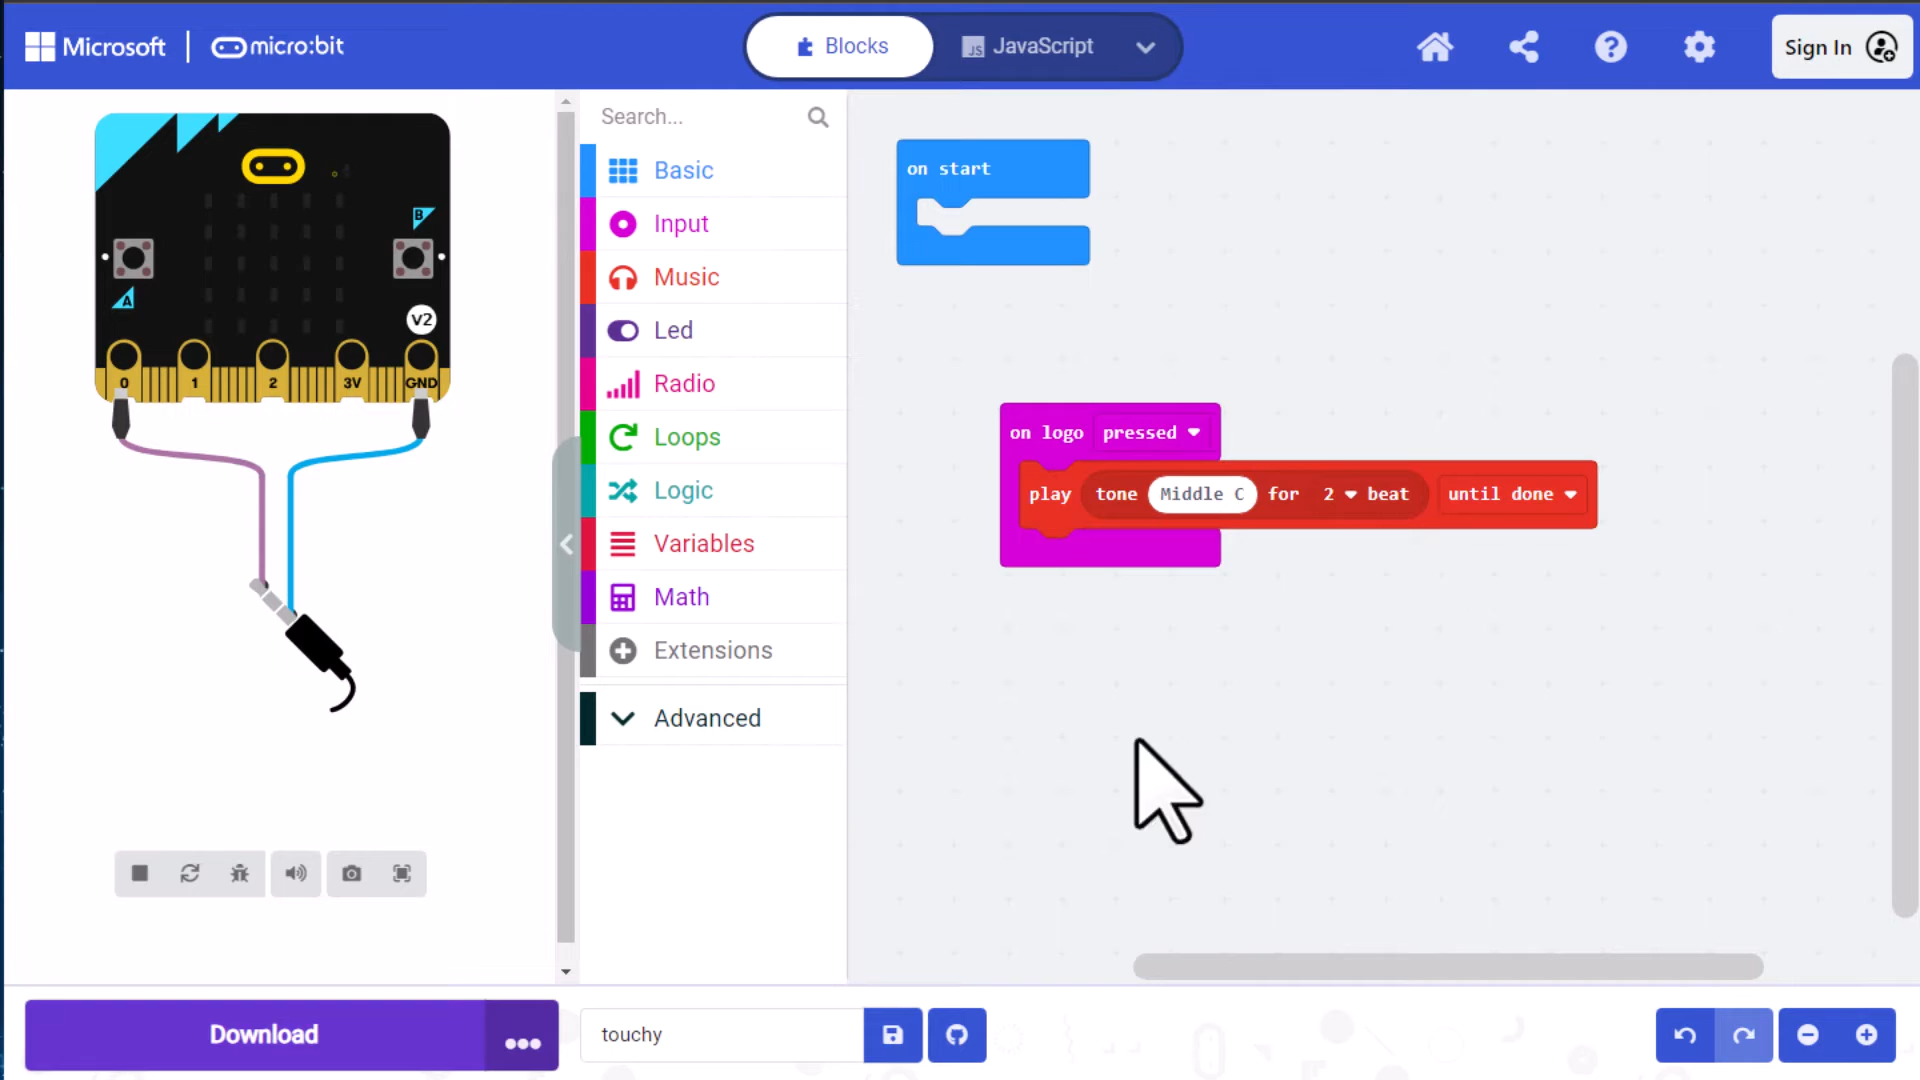 Microsoft
micro:bit
Blocks
JS JavaScript
Sign In
B
A
V2
0 1 2 3V GND
Search...
Basic
Input
Music
Led
Radio
Loops
Logic
Variables
Math
Extensions
Advanced
on start
on logo pressed
play tone Middle C for 2 beat until done
Download
touchy